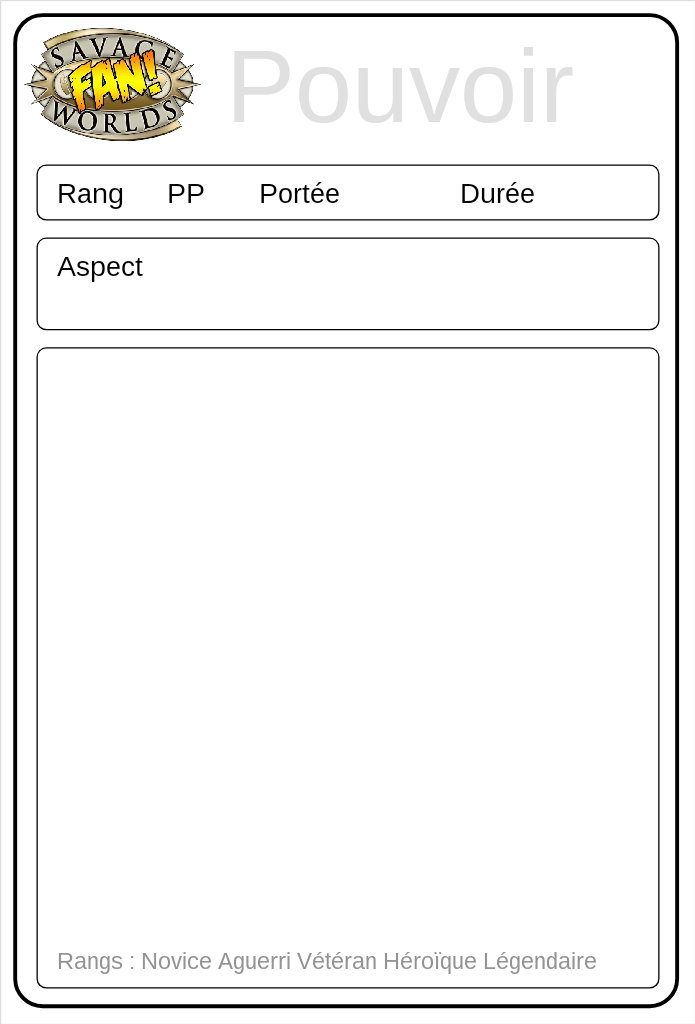 SAVAGE
FAN!
WORLDS
Pouvoir
Rang PP Portée Durée
Aspect
Rangs : Novice Aguerri Vétéran Héroïque Légendaire